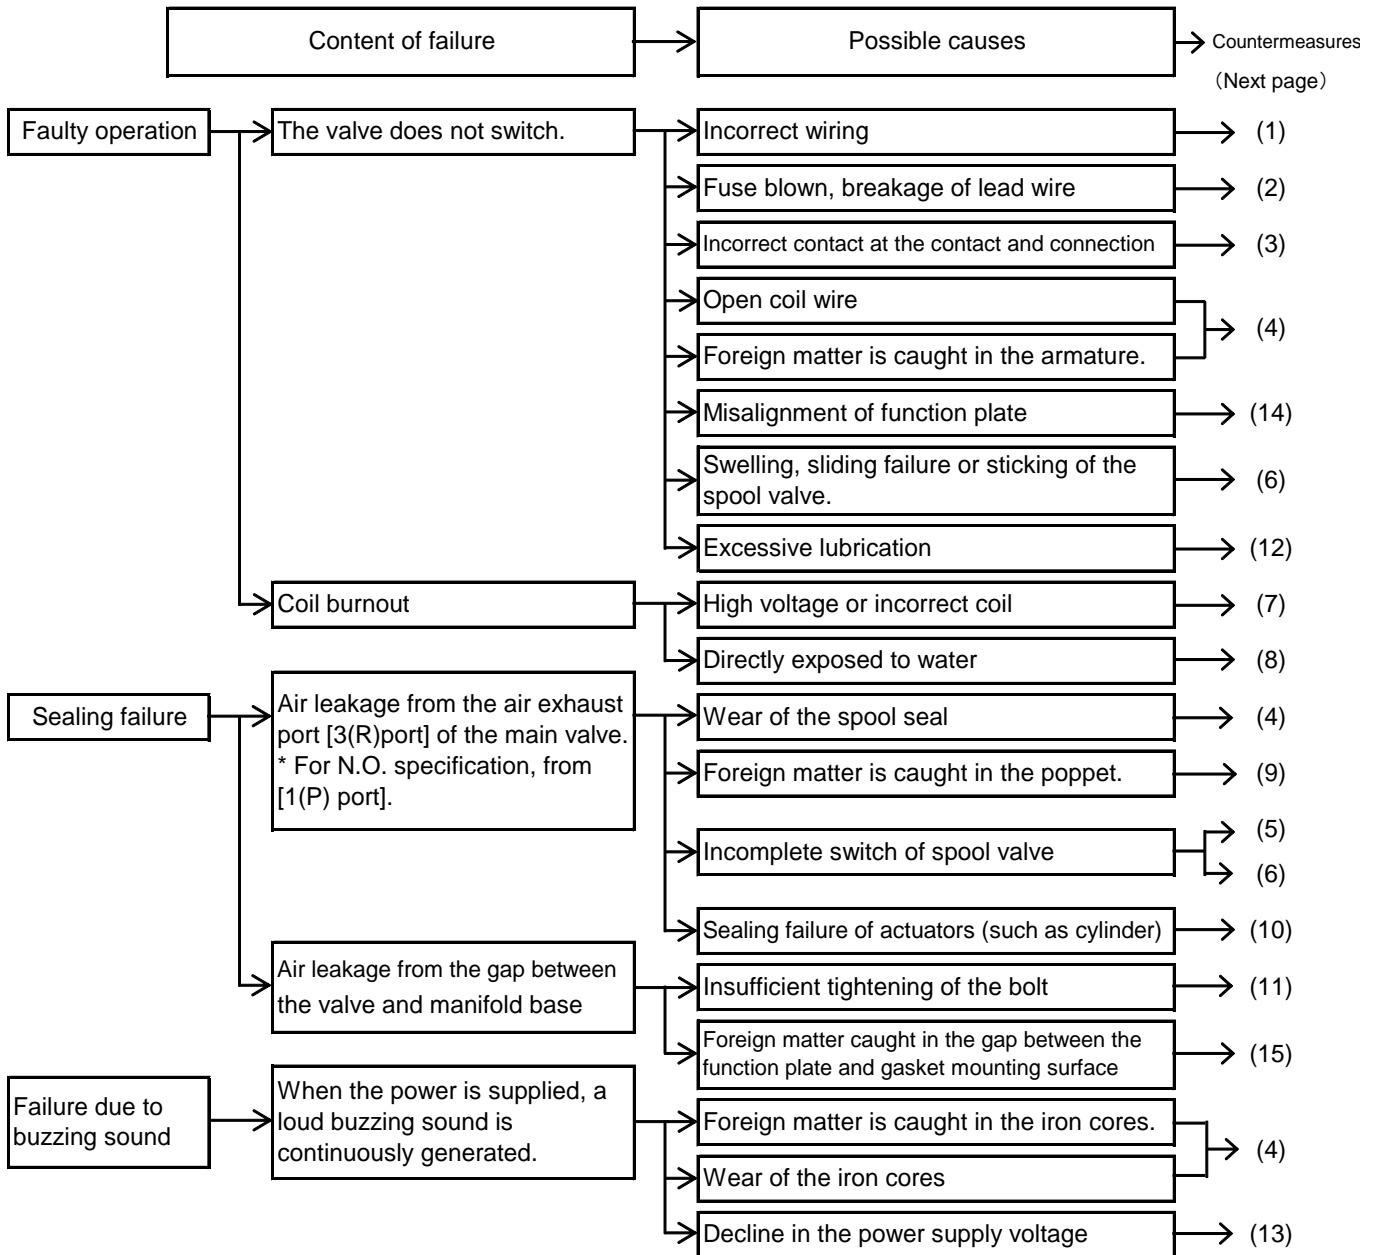 Content of failure
Possible causes
Countermeasures
（Next page）
Faulty operation
The valve does not switch.
Incorrect wiring
(1)
Fuse blown, breakage of lead wire
(2)
Incorrect contact at the contact and connection
(3)
Open coil wire
Foreign matter is caught in the armature.
(4)
Misalignment of function plate
(14)
Swelling, sliding failure or sticking of the
spool valve.
(6)
Excessive lubrication
(12)
Coil burnout
High voltage or incorrect coil
(7)
Directly exposed to water
(8)
Sealing failure
Air leakage from the air exhaust
port [3(R)port] of the main valve.
* For N.O. specification, from
[1(P) port].
Wear of the spool seal
(4)
Foreign matter is caught in the poppet.
(9)
Incomplete switch of spool valve
(5)
(6)
Sealing failure of actuators (such as cylinder)
(10)
Air leakage from the gap between
the valve and manifold base
Insufficient tightening of the bolt
(11)
Foreign matter caught in the gap between the
function plate and gasket mounting surface
(15)
Failure due to
buzzing sound
When the power is supplied, a
loud buzzing sound is
continuously generated.
Foreign matter is caught in the iron cores.
Wear of the iron cores
(4)
Decline in the power supply voltage
(13)